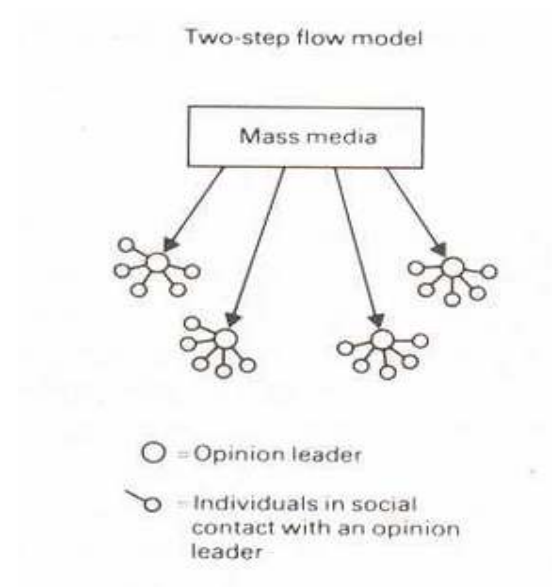 Two-step flow model
Mass media
= Opinion leader
= Individuals in social
contact with an opinion
leader